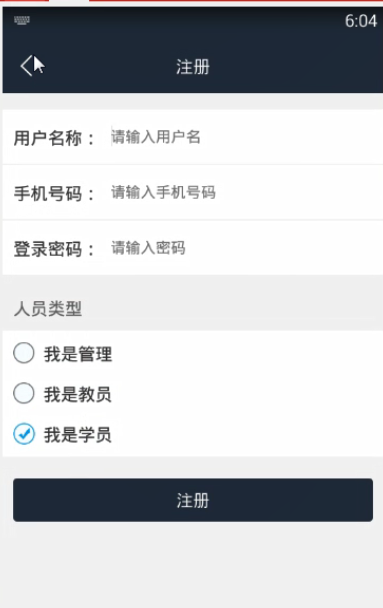 6:04
注册
用户名称： 请输入用户名
手机号码： 请输入手机号码
登录密码： 请输入密码
人员类型
我是管理
我是教员
我是学员
注册